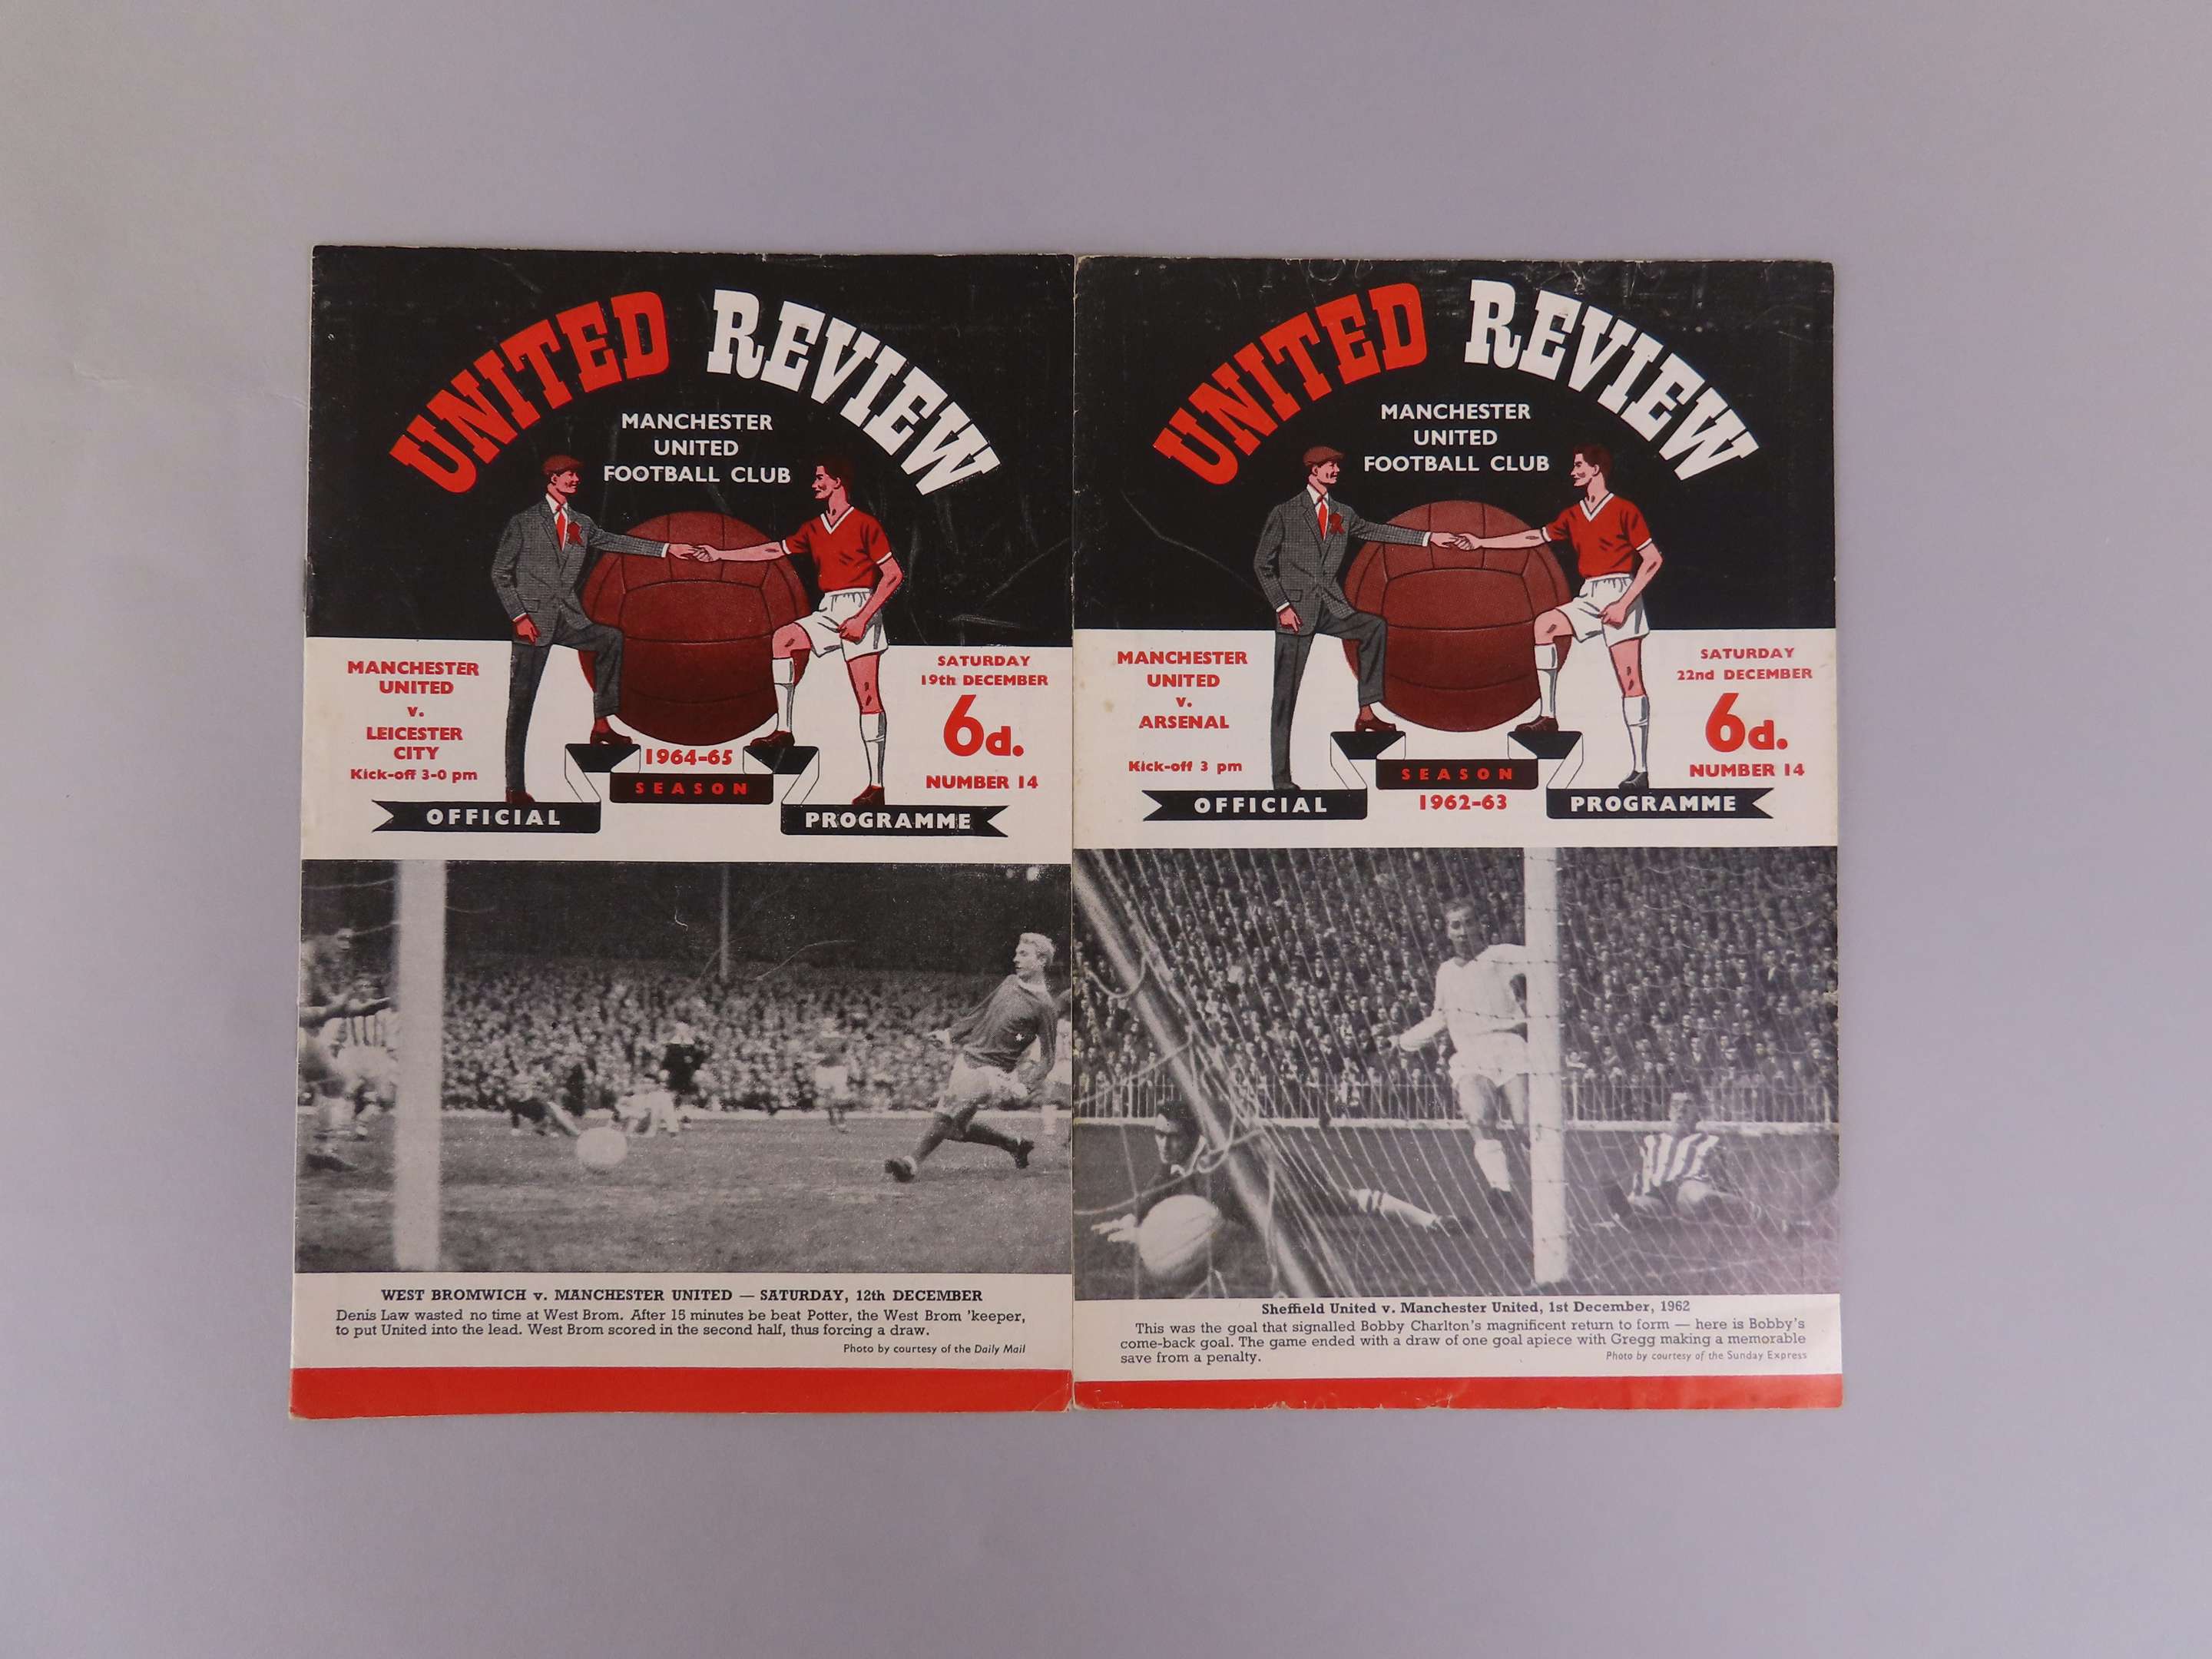 UNITED REVIEW
MANCHESTER
UNITED
FOOTBALL CLUB
MANCHESTER
UNITED
v.
LEICESTER
CITY
Kick-off 3-0 pm
SATURDAY
19th DECEMBER
6d.
NUMBER 14
1964-65
SEASON
OFFICIAL PROGRAMME
WEST BROMWICH v. MANCHESTER UNITED — SATURDAY, 12th DECEMBER
Denis Law wasted no time at West Brom. After 15 minutes be beat Potter, the West Brom 'keeper,
to put United into the lead. West Brom scored in the second half, thus forcing a draw.
Photo by courtesy of the Daily Mail
UNITED REVIEW
MANCHESTER
UNITED
FOOTBALL CLUB
MANCHESTER
UNITED
v.
ARSENAL
Kick-off 3 pm
SATURDAY
22nd DECEMBER
6d.
NUMBER 14
SEASON
1962-63
OFFICIAL PROGRAMME
Sheffield United v. Manchester United, 1st December, 1962
This was the goal that signalled Bobby Charlton's magnificent return to form — here is Bobby's
come-back goal. The game ended with a draw of one goal apiece with Gregg making a memorable
save from a penalty.
Photo by courtesy of the Sunday Express